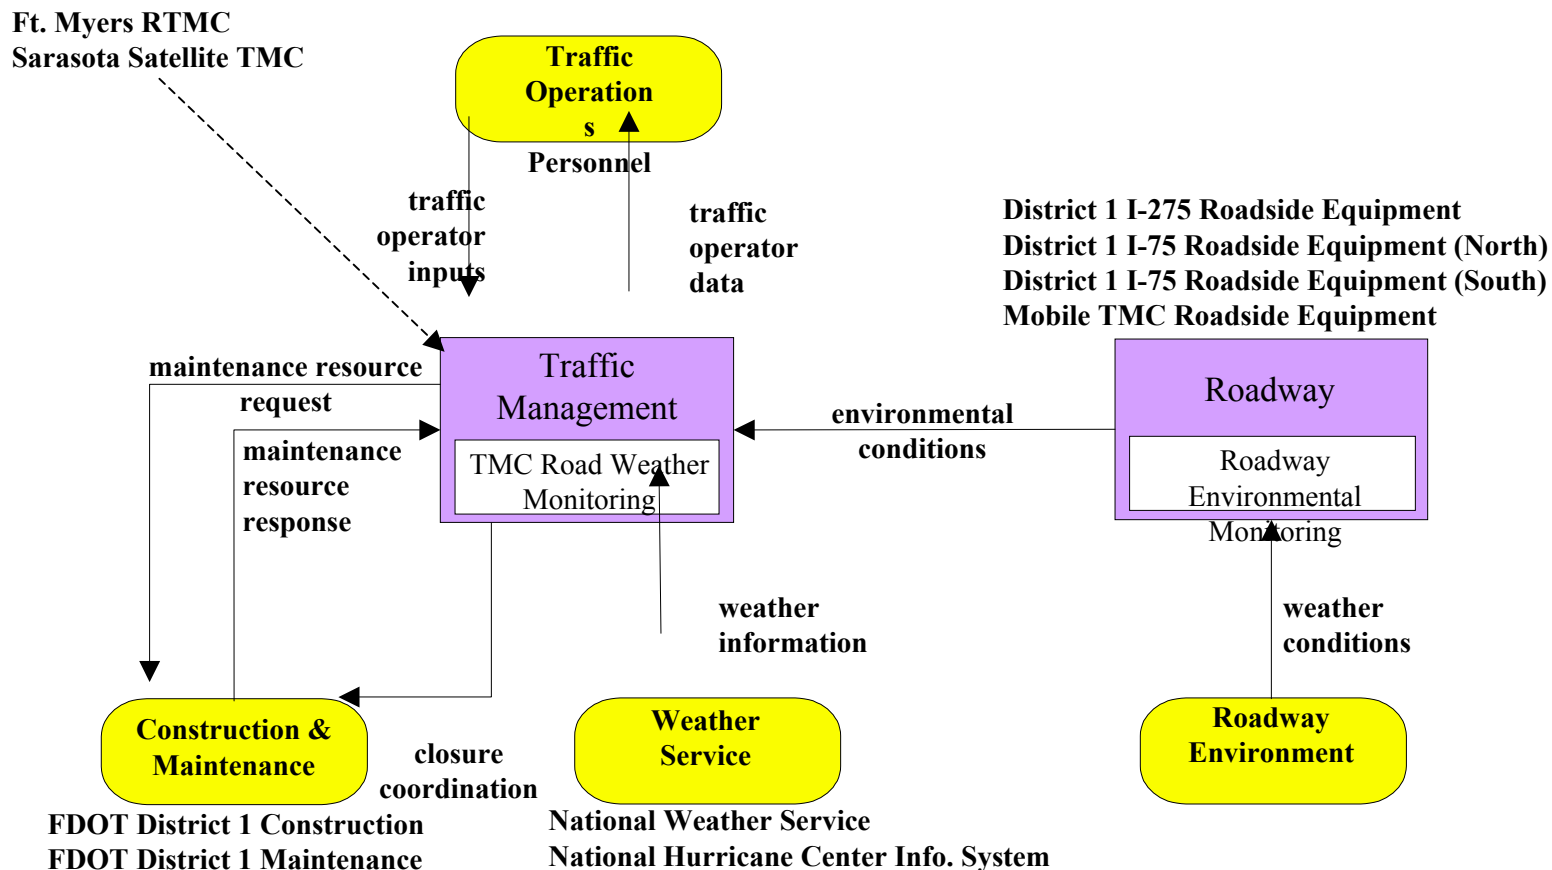 Ft. Myers RTMC
Sarasota Satellite TMC
Traffic
Operation
s
Personnel
traffic
operator
inputs
traffic
operator
data
District 1 I-275 Roadside Equipment
District 1 I-75 Roadside Equipment (North)
District 1 I-75 Roadside Equipment (South)
Mobile TMC Roadside Equipment
maintenance resource
request
maintenance
resource
response
Traffic
Management
TMC Road Weather
Monitoring
environmental
conditions
Roadway
Roadway
Environmental
Monitoring
weather
information
weather
conditions
Construction &
Maintenance
closure
coordination
Weather
Service
Roadway
Environment
FDOT District 1 Construction
FDOT District 1 Maintenance
National Weather Service
National Hurricane Center Info. System